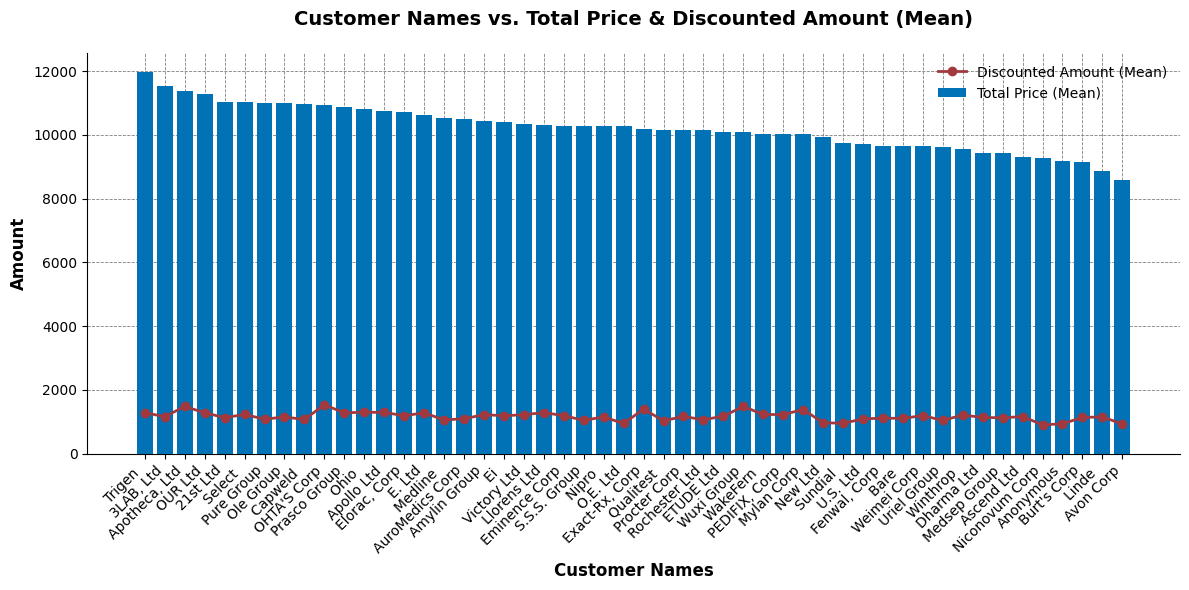 Customer Names vs. Total Price & Discounted Amount (Mean)
Discounted Amount (Mean)
Total Price (Mean)
Amount
12000
10000
8000
6000
4000
2000
0
Trigen
3LAB, Ltd
Apotheca, Ltd
OUR Ltd
21st Ltd
Select
Pure Group
Ole Group
Capweld
OHTA'S Corp
Prasco Group
Ohio
Apollo Ltd
Elorac, Corp
E. Ltd
Medline
AuroMedics Corp
Amylin Group
Ei
Victory Ltd
Llorens Ltd
Eminence Corp
S.S.S. Group
Nipro
O.E. Ltd
Exact-Rx, Corp
Qualitest
Procter Corp
Rochester Ltd
ETUDE Ltd
Wuxi Group
Wakefern
PEDIFIX, Corp
Mylan Corp
New Ltd
Sundial
U.S. Ltd
Fenwal, Corp
Bare
Weimei Corp
Uriel Group
Winthrop
Dharma Ltd
Medsep Group
Ascend Ltd
Niconovum Corp
Anonymous
Burt's Corp
Linde
Avon Corp
Customer Names